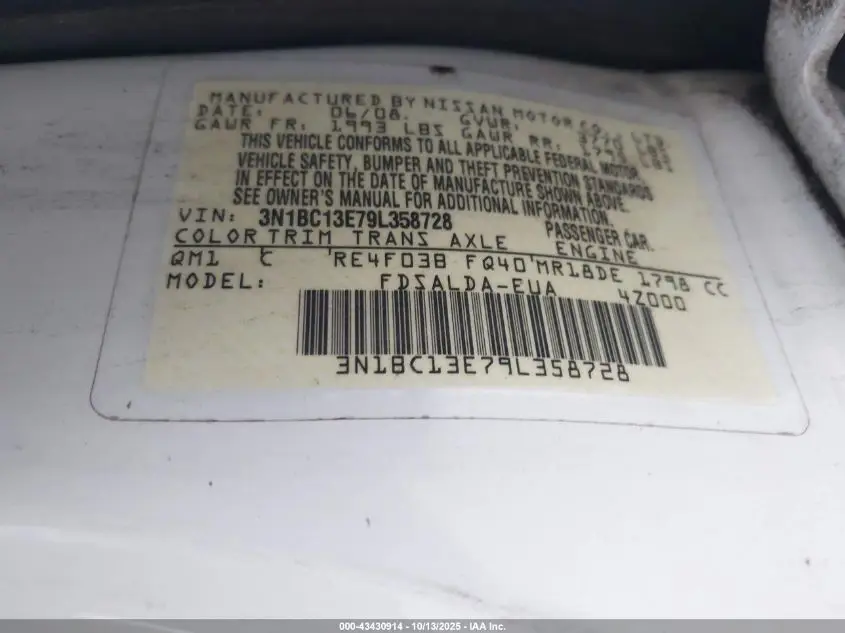 MANUFACTURED BY NISSAN MOTOR CO., LTD.
DATE: 06/08. GVWR:
GAWR FR: 1993 LBS GAWR RR: LBS
THIS VEHICLE CONFORMS TO ALL APPLICABLE FEDERAL MOTOR
VEHICLE SAFETY, BUMPER AND THEFT PREVENTION STANDARDS
IN EFFECT ON THE DATE OF MANUFACTURE SHOWN ABOVE.
SEE OWNER'S MANUAL FOR ADDITIONAL INFORMATION.
VIN: 3N1BC13E79L358728 PASSENGER CAR.
COLOR TRIM TRANS AXLE ENGINE
QM1 C RE4F03B FQ40 MR18DE 1798 CC
MODEL: FDSALDA-EUA 4Z000
3N1BC13E79L358728
000-43430914 - 10/13/2025 - IAA Inc.